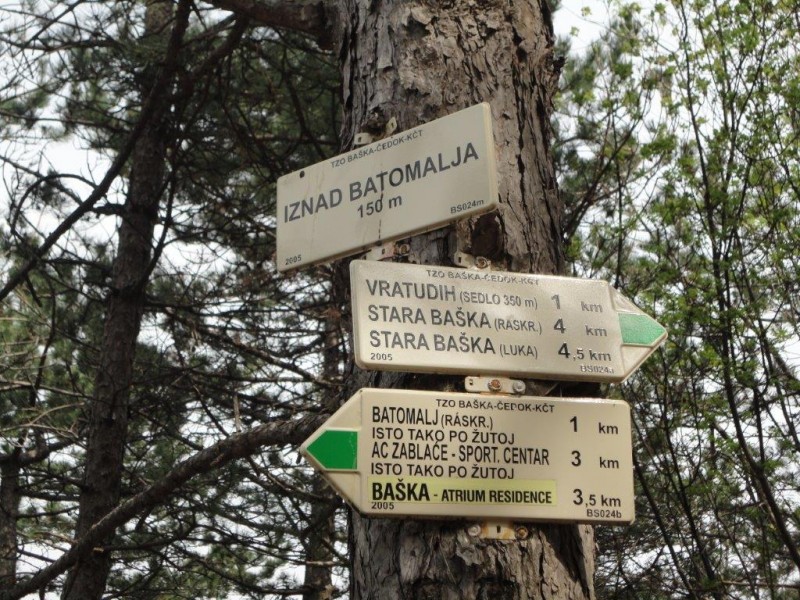 TZO BAŠKA-ČEDOK-KČT
IZNAD BATOMALJA
150 m
2005 BS024m
TZO BAŠKA-ČEDOK-KČT
VRATUDIH (SEDLO 350 m) 1 km
STARA BAŠKA (RÁSKR.) 4 km
STARA BAŠKA (LUKA) 4,5 km
2005 BS024a
TZO BAŠKA-ČEDOK-KČT
BATOMALJ (RÁSKR.) 1 km
ISTO TAKO PO ŽUTOJ
AC ZABLAĆE - SPORT. CENTAR 3 km
ISTO TAKO PO ŽUTOJ
BAŠKA - ATRIUM RESIDENCE 3,5 km
2005 BS024b